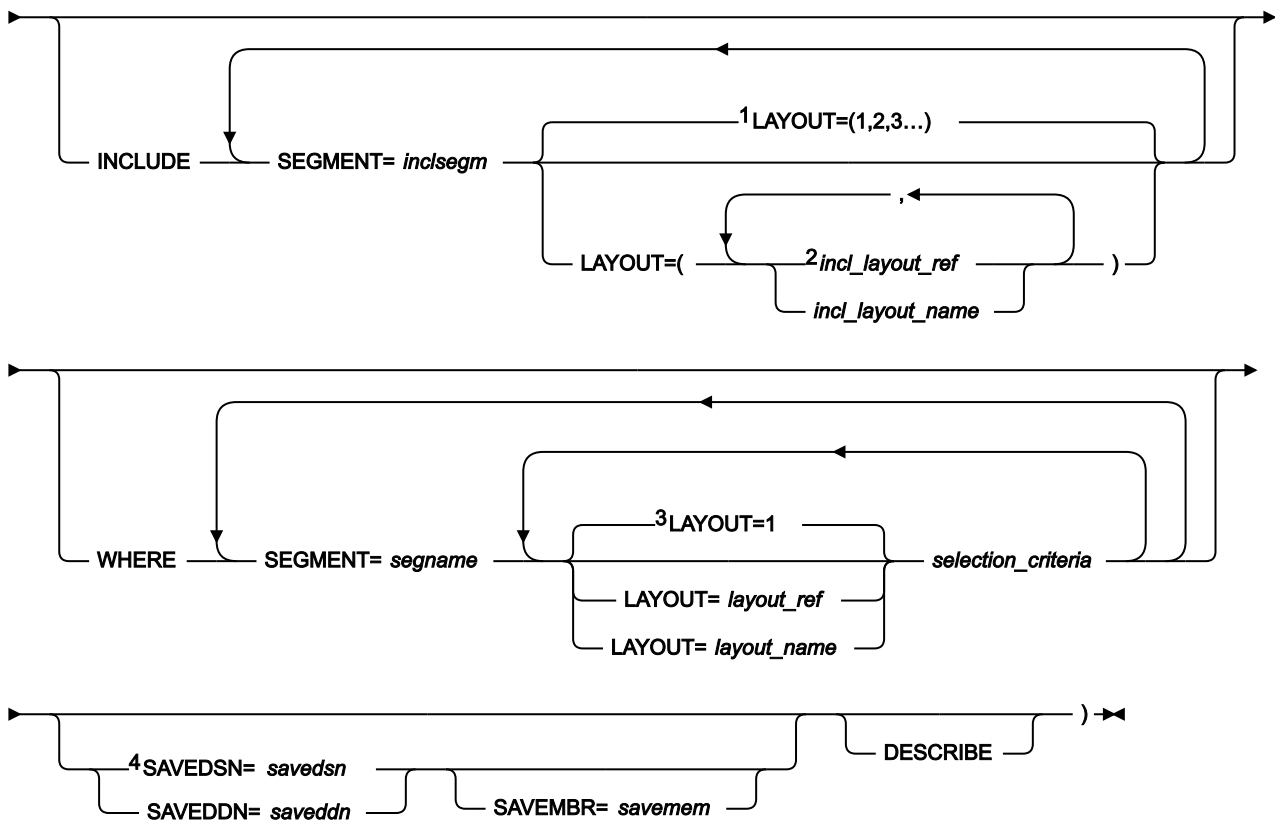 1LAYOUT=(1,2,3…)
INCLUDE SEGMENT= inclsegm
,
LAYOUT=( 2incl_layout_ref )
incl_layout_name
3LAYOUT=1
WHERE SEGMENT= segname selection_criteria
LAYOUT= layout_ref
LAYOUT= layout_name
)
4SAVEDSN= savedsn DESCRIBE
SAVEDDN= saveddn SAVEMBR= savemem